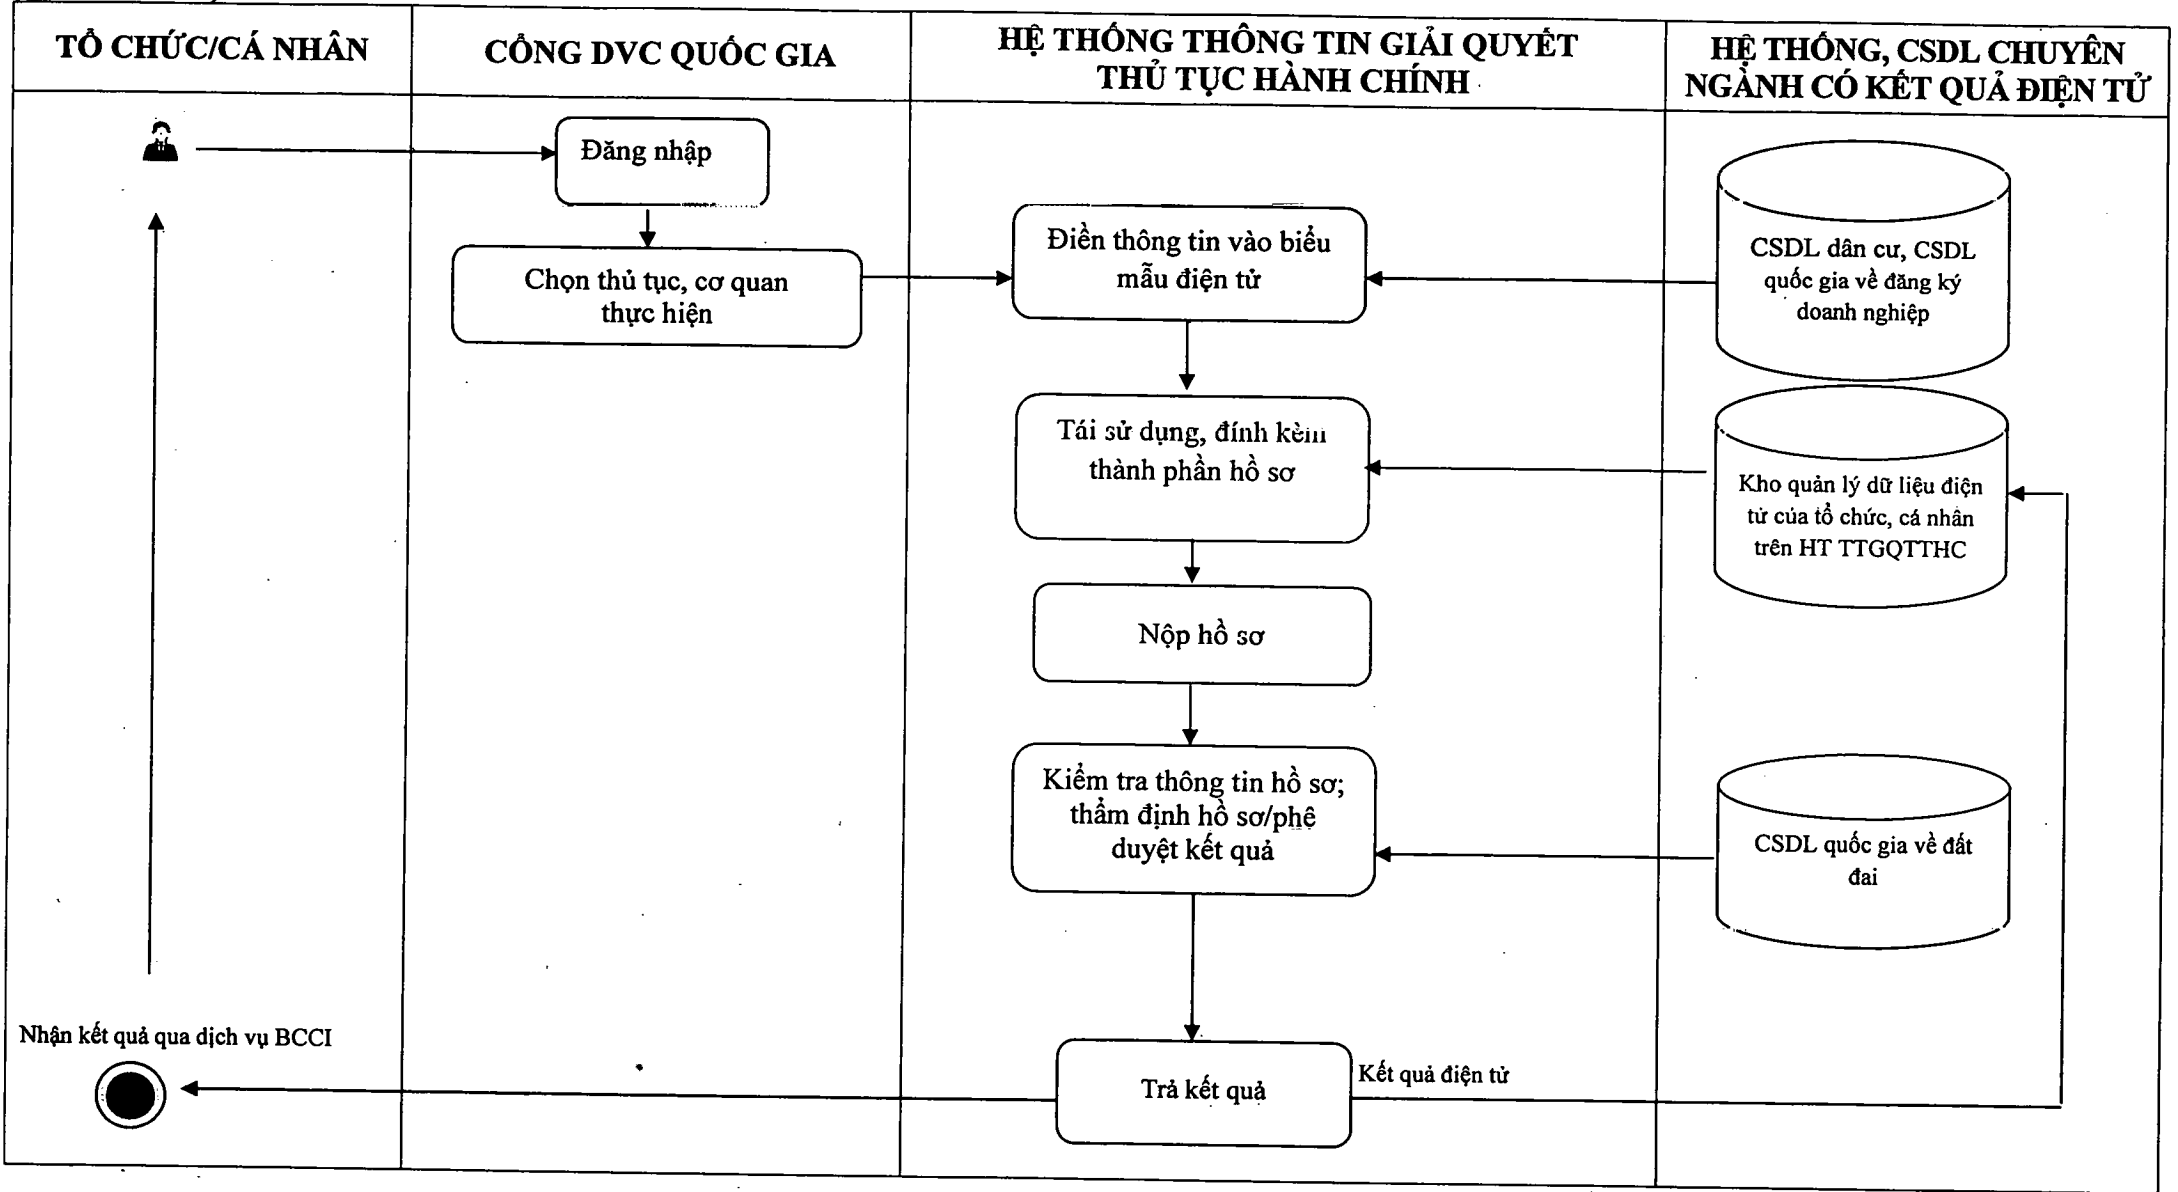 TỔ CHỨC/CÁ NHÂN
CỔNG DVC QUỐC GIA
HỆ THỐNG THÔNG TIN GIẢI QUYẾT
THỦ TỤC HÀNH CHÍNH
HỆ THỐNG, CSDL CHUYÊN
NGÀNH CÓ KẾT QUẢ ĐIỆN TỬ
Đăng nhập
Chọn thủ tục, cơ quan
thực hiện
Điền thông tin vào biểu
mẫu điện tử
CSDL dân cư, CSDL
quốc gia về đăng ký
doanh nghiệp
Tái sử dụng, đính kèm
thành phần hồ sơ
Kho quản lý dữ liệu điện
tử của tổ chức, cá nhân
trên HT TTGQTTHC
Nộp hồ sơ
Kiểm tra thông tin hồ sơ;
thẩm định hồ sơ/phê
duyệt kết quả
CSDL quốc gia về đất
đai
Nhận kết quả qua dịch vụ BCCI
Trả kết quả
Kết quả điện tử